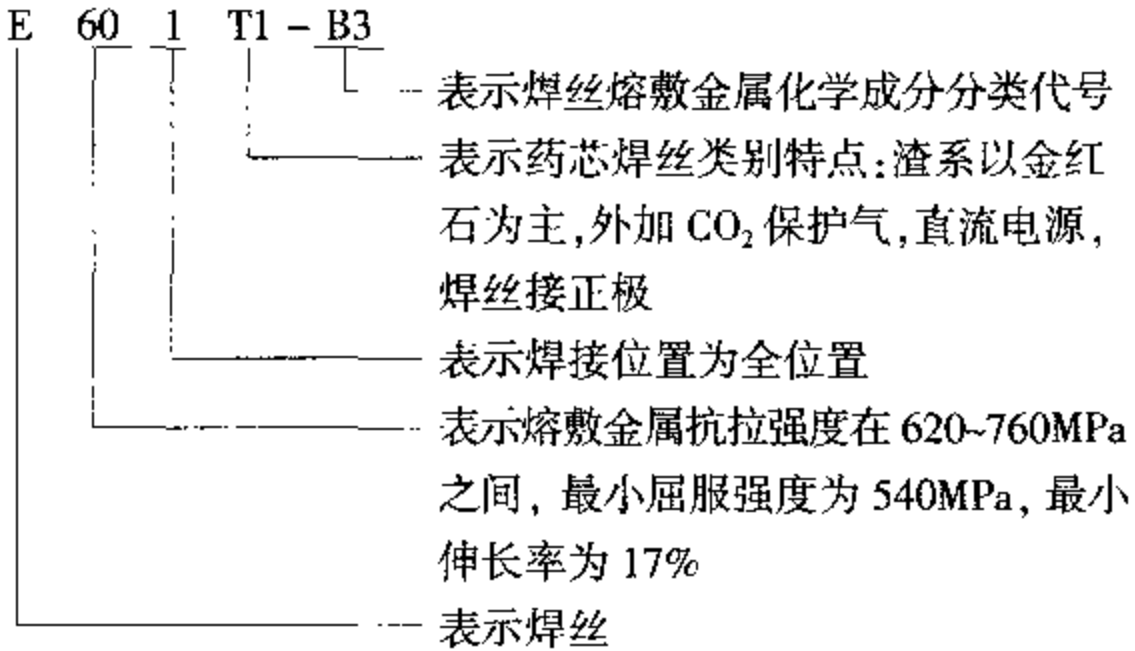 E 60 1 T1 - B3
表示焊丝熔敷金属化学成分分类代号
表示药芯焊丝类别特点:渣系以金红
石为主,外加 CO₂ 保护气,直流电源,
焊丝接正极
表示焊接位置为全位置
表示熔敷金属抗拉强度在 620~760MPa
之间, 最小屈服强度为 540MPa, 最小
伸长率为 17%
表示焊丝